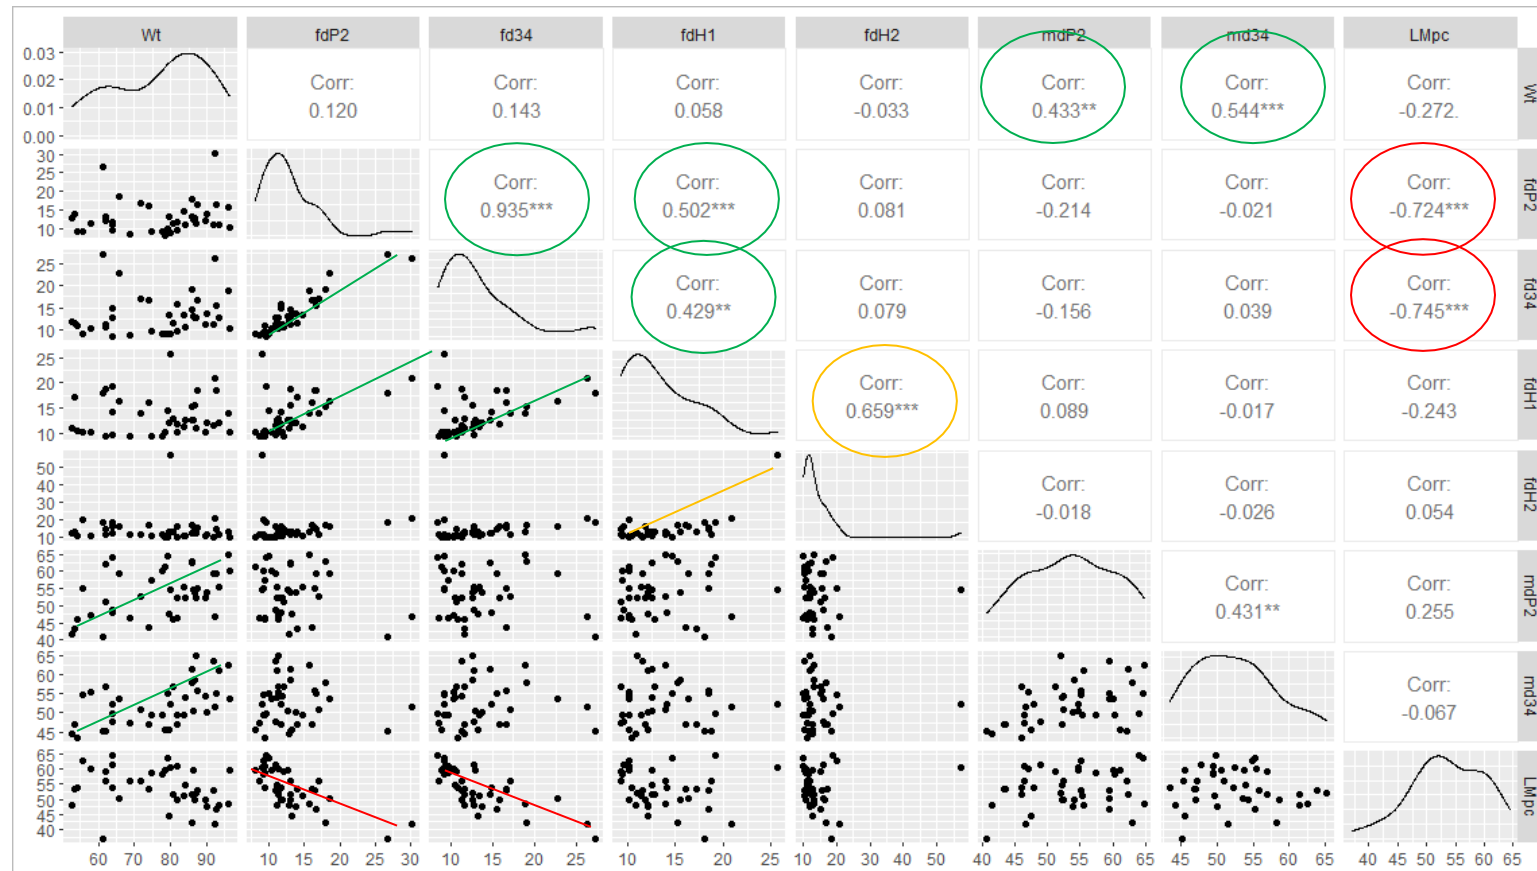 Wt fdP2 fd34 fdH1 fdH2 mdP2 md34 LMpc
0.03
0.02
0.01
0.00
Corr: Corr: Corr: Corr: Corr: Corr: Corr:
0.120 0.143 0.058 -0.033 0.433** 0.544*** -0.272.
Wt
30
25
20
15
10
Corr: Corr: Corr: Corr: Corr: Corr:
0.935*** 0.502*** 0.081 -0.214 -0.021 -0.724***
fdP2
25
20
15
10
Corr: Corr: Corr: Corr: Corr:
0.429** 0.079 -0.156 0.039 -0.745***
fd34
25
20
15
10
Corr: Corr: Corr: Corr:
0.659*** 0.089 -0.017 -0.243
fdH1
50
40
30
20
10
Corr: Corr: Corr:
-0.018 -0.026 0.054
fdH2
65
60
55
50
45
40
Corr: Corr:
0.431** 0.255
mdP2
65
60
55
50
45
Corr:
-0.067
md34
65
60
55
50
45
40
LMpc
60 70 80 90 10 20 30 10 15 20 25 10 15 20 25 10 20 30 40 50 40 45 50 55 60 65 45 50 55 60 65 40 45 50 55 60 65